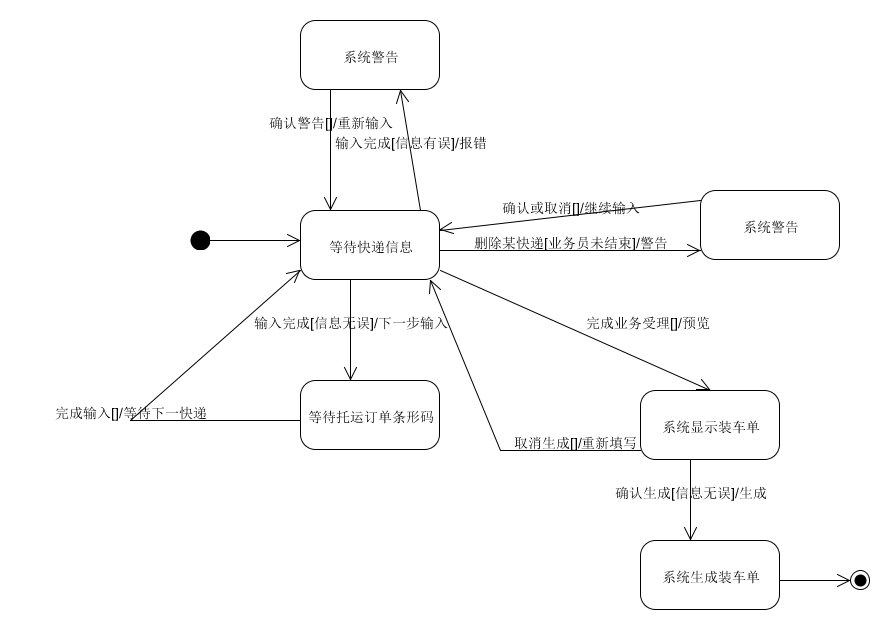 系统警告
确认警告[]/重新输入
输入完成[信息有误]/报错
确认或取消[]/继续输入
系统警告
等待快递信息
删除某快递[业务员未结束]/警告
输入完成[信息无误]/下一步输入
完成业务受理[]/预览
完成输入[]/等待下一快递
等待托运订单条形码
系统显示装车单
取消生成[]/重新填写
确认生成[信息无误]/生成
系统生成装车单